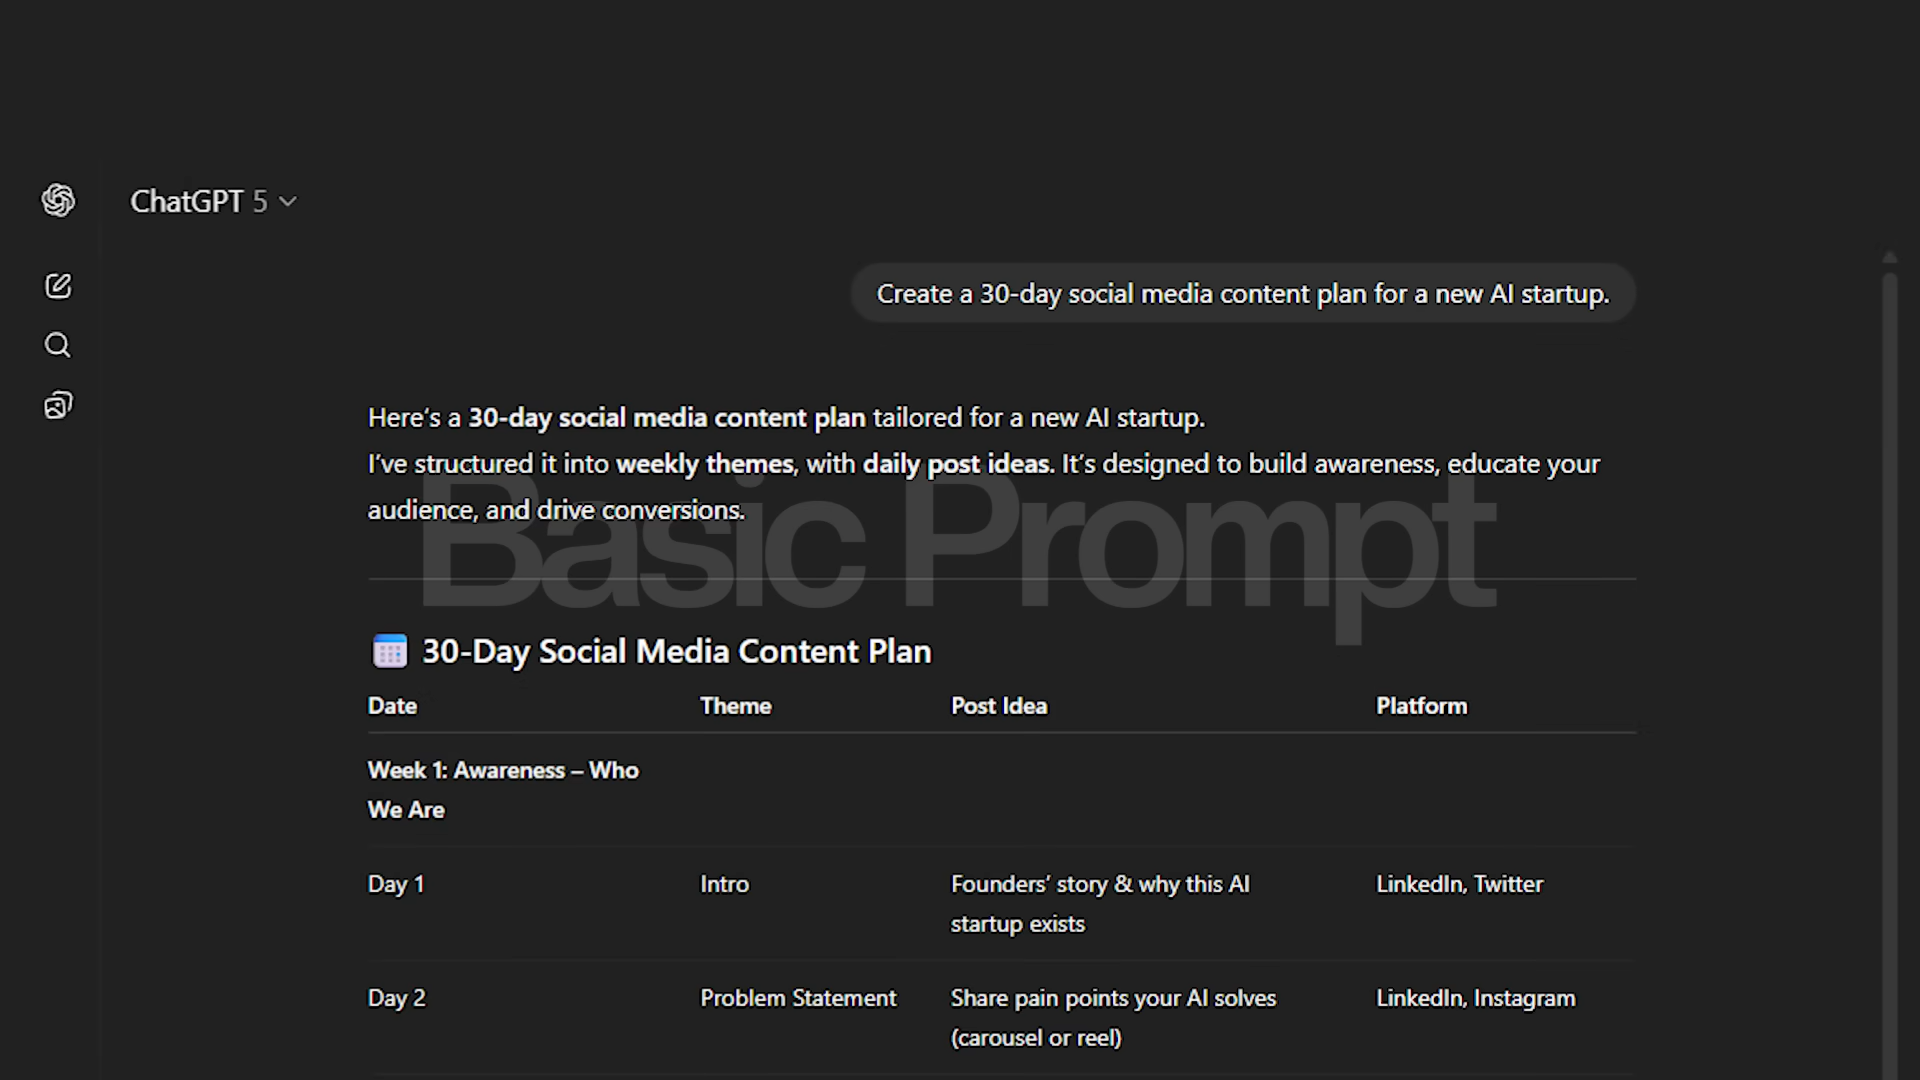 ChatGPT 5
Create a 30-day social media content plan for a new AI startup.
Here‘s a 30-day social media content plan tailored for a new AI startup.
I’ve structured it into weekly themes, with daily post ideas. It’s designed to build awareness, educate your
audience, and drive conversions.
Basic Prompt
30-Day Social Media Content Plan
Date Theme Post Idea Platform
Week 1: Awareness – Who
We Are
Day 1 Intro Founders’ story & why this AI LinkedIn, Twitter
startup exists
Day 2 Problem Statement Share pain points your AI solves LinkedIn, Instagram
(carousel or reel)